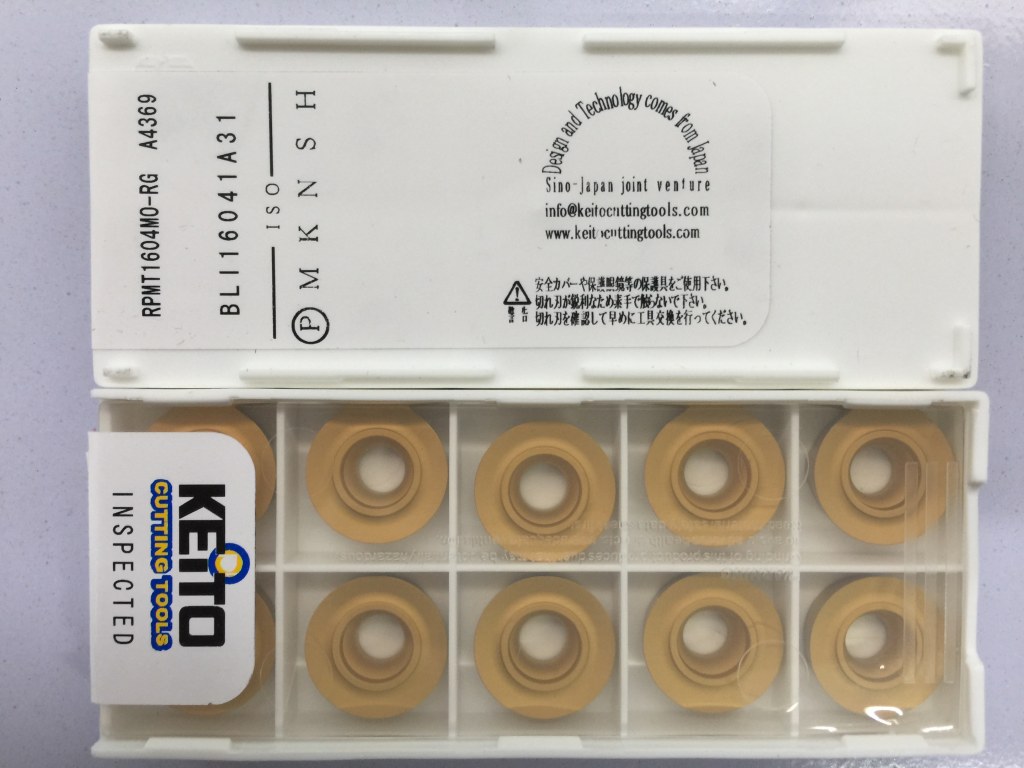 RPMT1604MO-RG A4369
BLI16041A31
ISO
P M K N S H
Design and Technology comes from Japan
Sino-Japan joint venture
info@keitocuttingtools.com
www.keitocuttingtools.com
安全カバーや保護眼鏡等の保護具をご使用下さい。
切れ刃が鋭利なため素手で触らないで下さい。
切れ刃を確認して早めに工具交換を行ってください。
KEITO
CUTTING TOOLS
INSPECTED